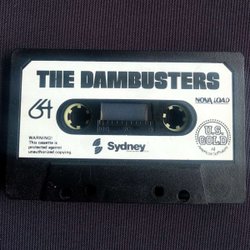 THE DAMBUSTERS
64
NOVA LOAD
WARNING:
This cassette is
protected against
unauthorised copying.
Sydney
U.S.
GOLD